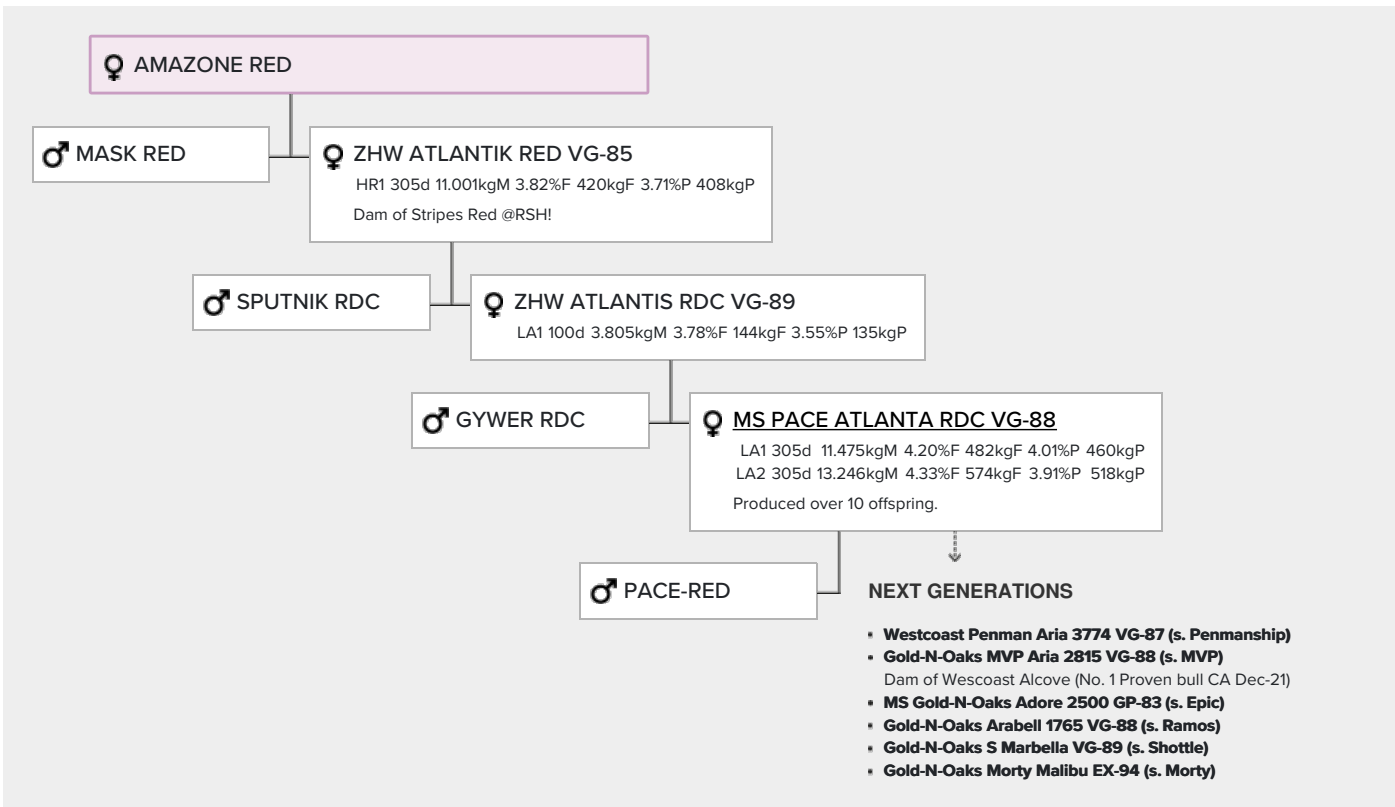 AMAZONE RED
MASK RED
ZHW ATLANTIK RED VG-85
HR1 305d 11.001kgM 3.82%F 420kgF 3.71%P 408kgP
Dam of Stripes Red @RSH!
SPUTNIK RDC
ZHW ATLANTIS RDC VG-89
LA1 100d 3.805kgM 3.78%F 144kgF 3.55%P 135kgP
GYWER RDC
MS PACE ATLANTA RDC VG-88
LA1 305d 11.475kgM 4.20%F 482kgF 4.01%P 460kgP
LA2 305d 13.246kgM 4.33%F 574kgF 3.91%P 518kgP
Produced over 10 offspring.
PACE-RED
NEXT GENERATIONS
• Westcoast Penman Aria 3774 VG-87 (s. Penmanship)
• Gold-N-Oaks MVP Aria 2815 VG-88 (s. MVP)
Dam of Wescoast Alcove (No. 1 Proven bull CA Dec-21)
• MS Gold-N-Oaks Adore 2500 GP-83 (s. Epic)
• Gold-N-Oaks Arabell 1765 VG-88 (s. Ramos)
• Gold-N-Oaks S Marbella VG-89 (s. Shottle)
• Gold-N-Oaks Morty Malibu EX-94 (s. Morty)